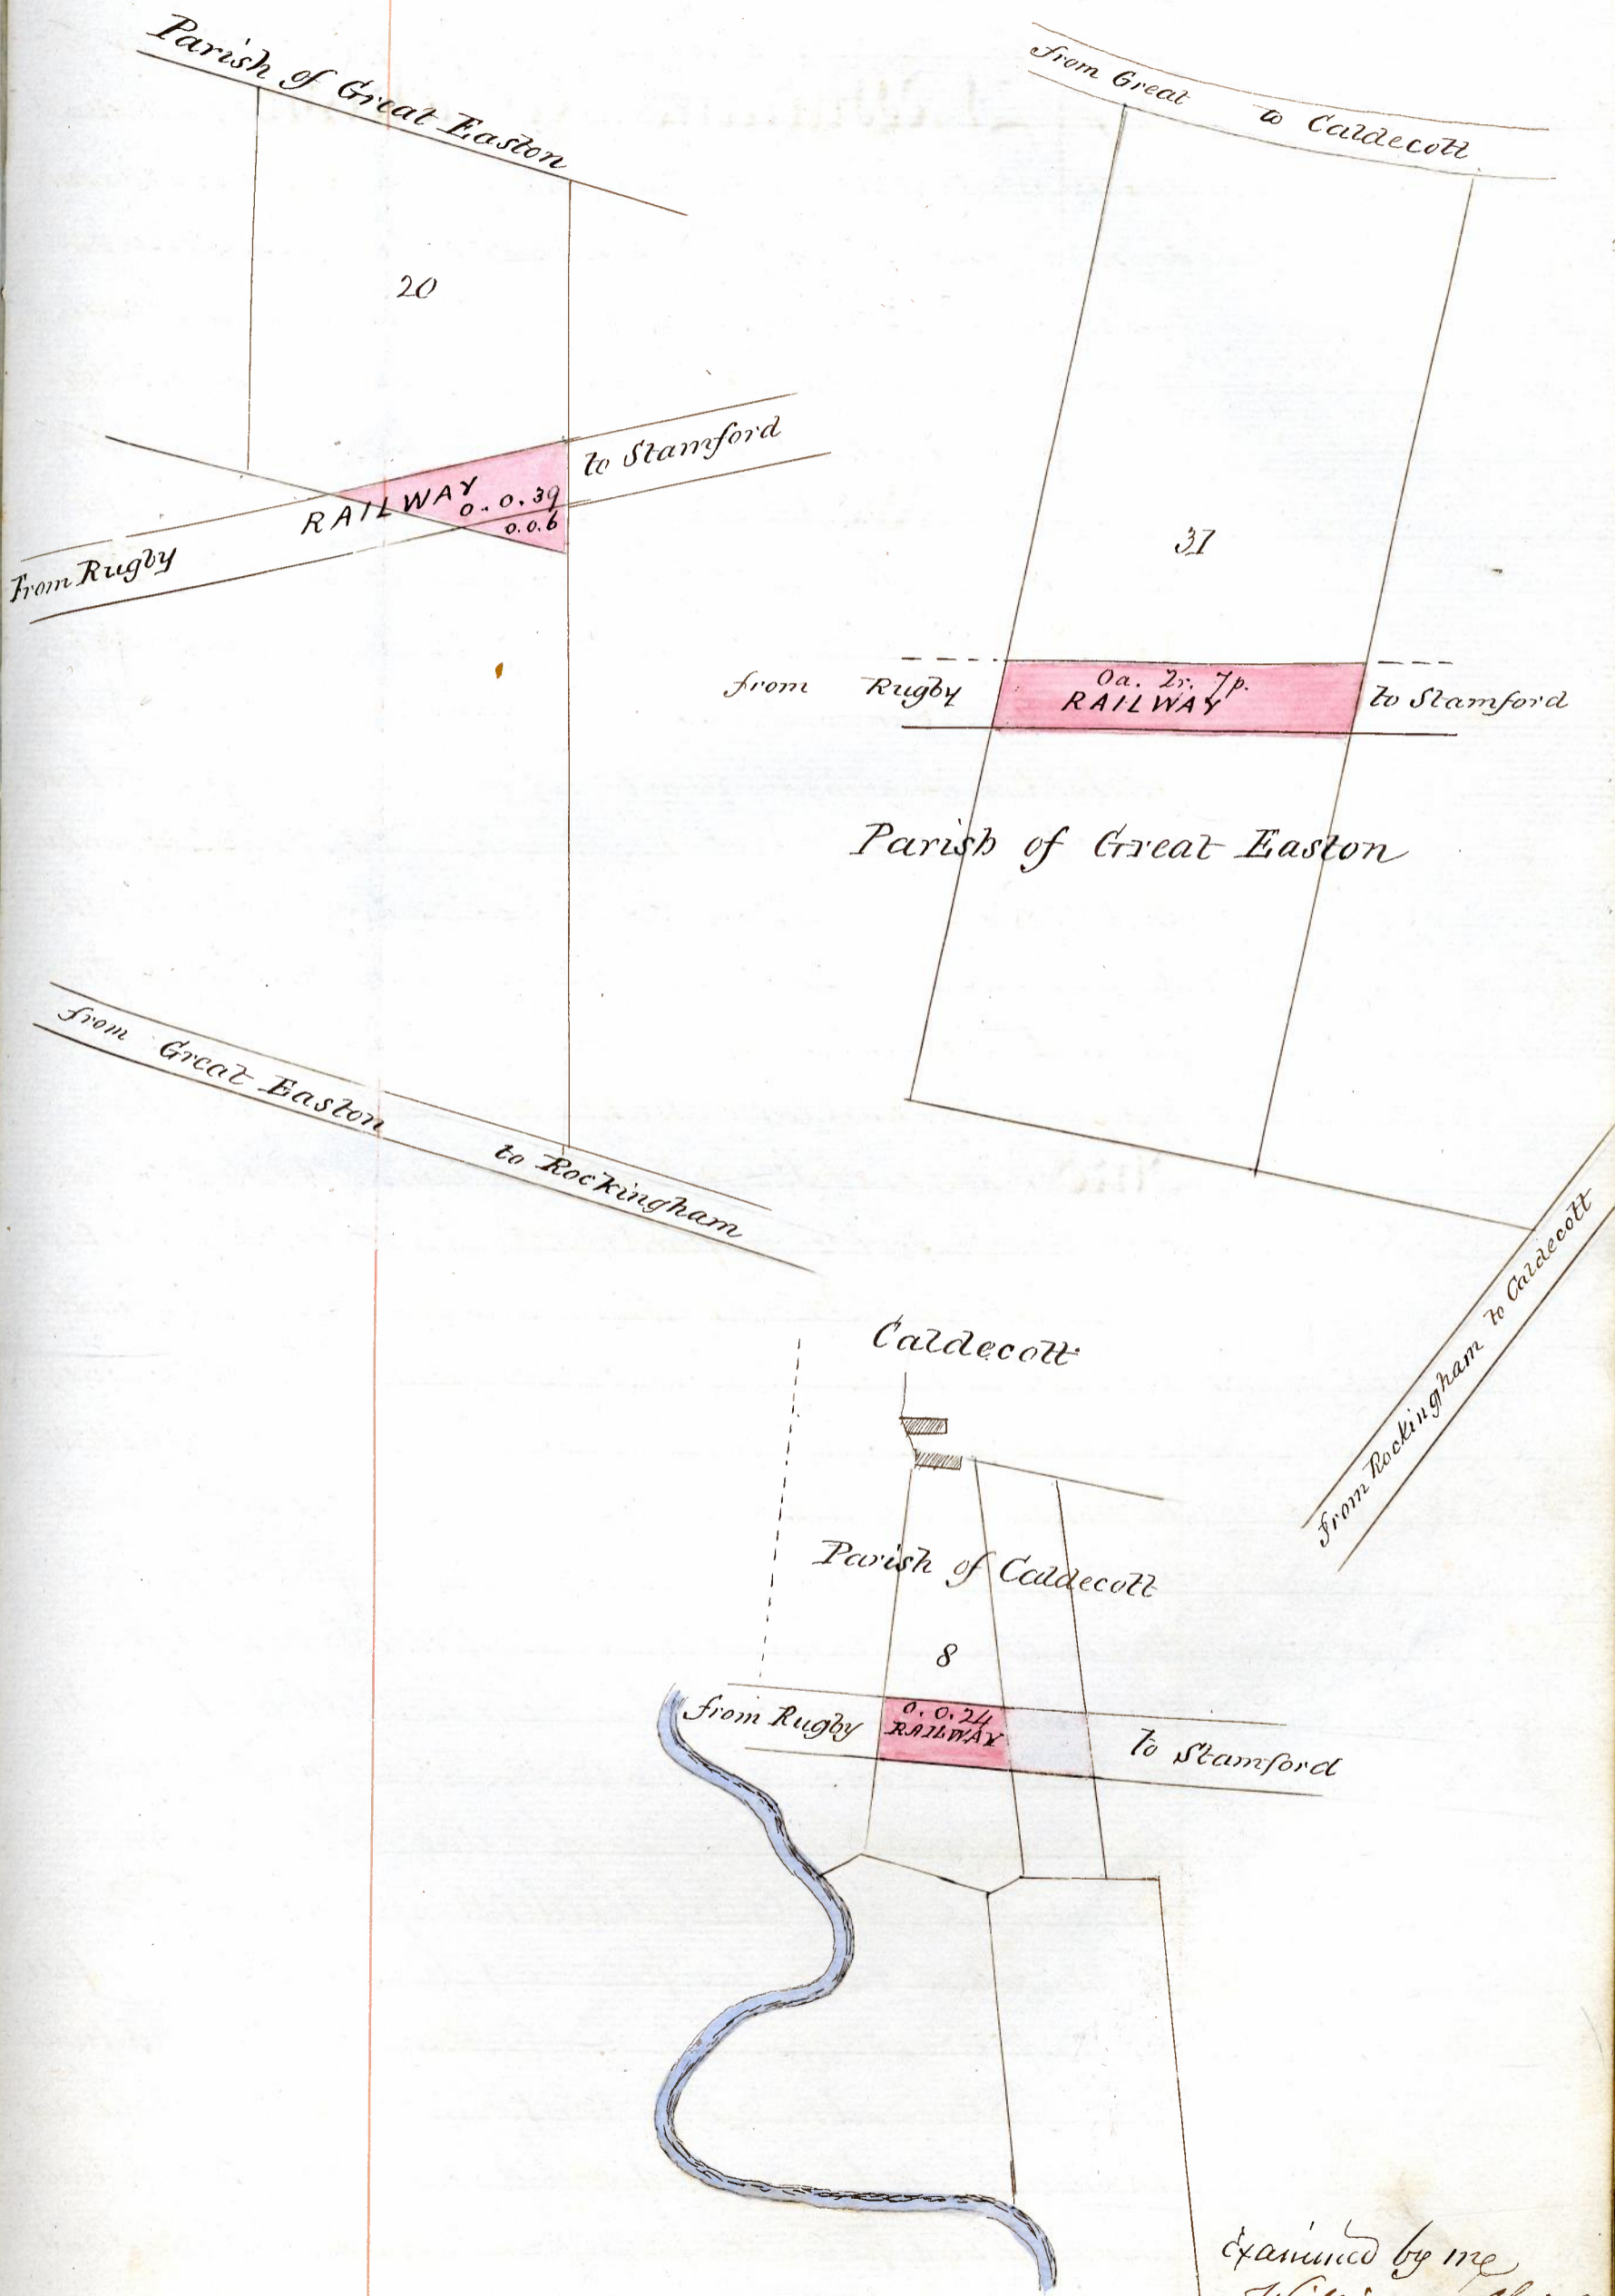 Parish of Great Easton
20
to Stamford
RAILWAY
0.0.39
0.0.6
From Rugby
from Great Easton
to Rockingham
from Great to Caldecott
31
0a. 2r. 7p.
from Rugby RAILWAY to Stamford
Parish of Great Easton
from Rockingham to Caldecott
Caldecott
Parish of Caldecott
8
0.0.24
from Rugby RAILWAY to Stamford
Examined by me